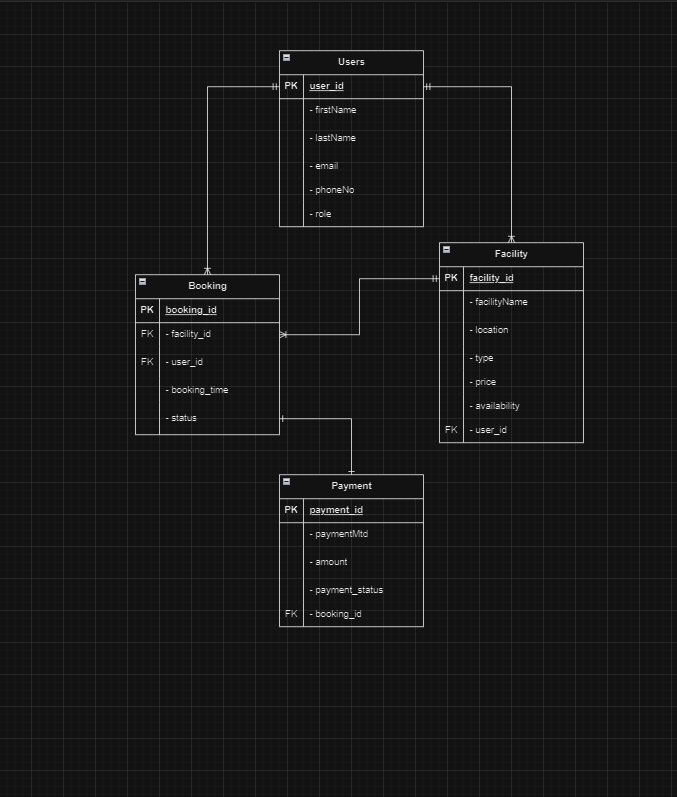 Users
PK user_id
- firstName
- lastName
- email
- phoneNo
- role
Facility
PK facility_id
- facilityName
- location
- type
- price
- availability
FK - user_id
Booking
PK booking_id
FK - facility_id
FK - user_id
- booking_time
- status
Payment
PK payment_id
- paymentMtd
- amount
- payment_status
FK - booking_id